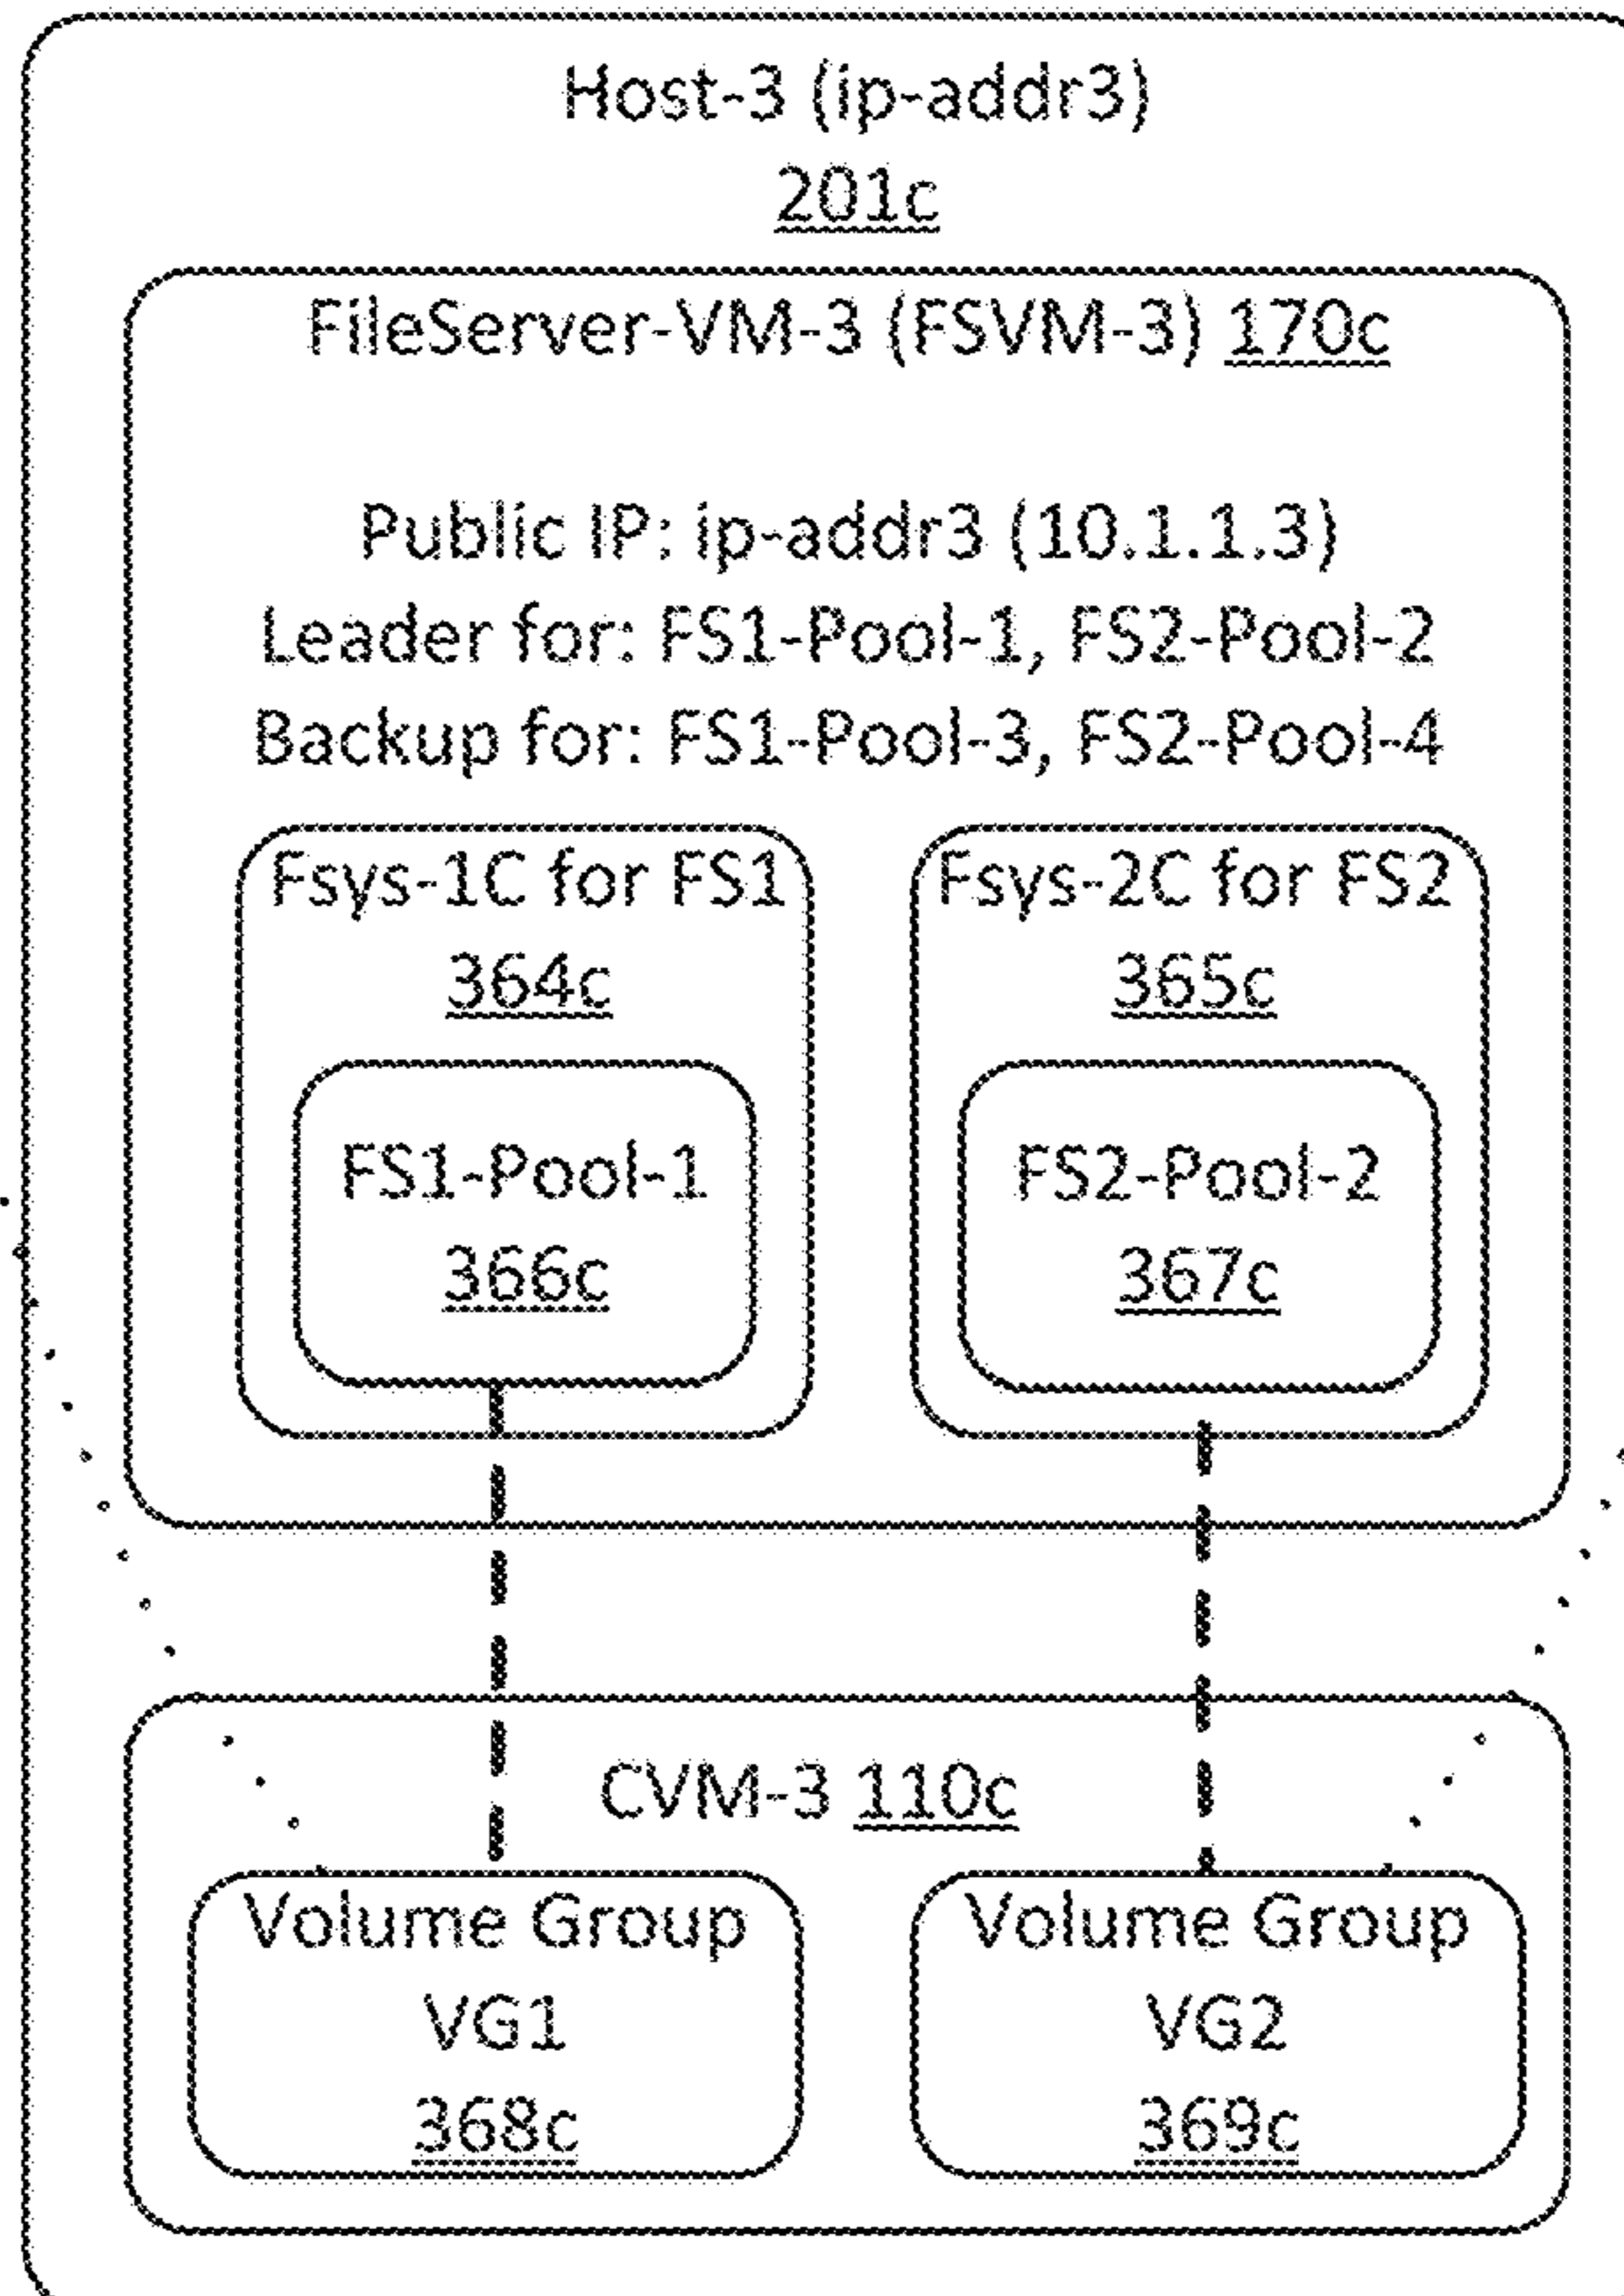 Host-3 (ip-addr3)
201c
FileServer-VM-3 (FSVM-3) 170c
Public IP: ip-addr3 (10.1.1.3)
Leader for: FS1-Pool-1, FS2-Pool-2
Backup for: FS1-Pool-3, FS2-Pool-4
Fsys-1C for FS1
364c
Fsys-2C for FS2
365c
FS1-Pool-1
366c
FS2-Pool-2
367c
CVM-3 110c
Volume Group
VG1
368c
Volume Group
VG2
369c